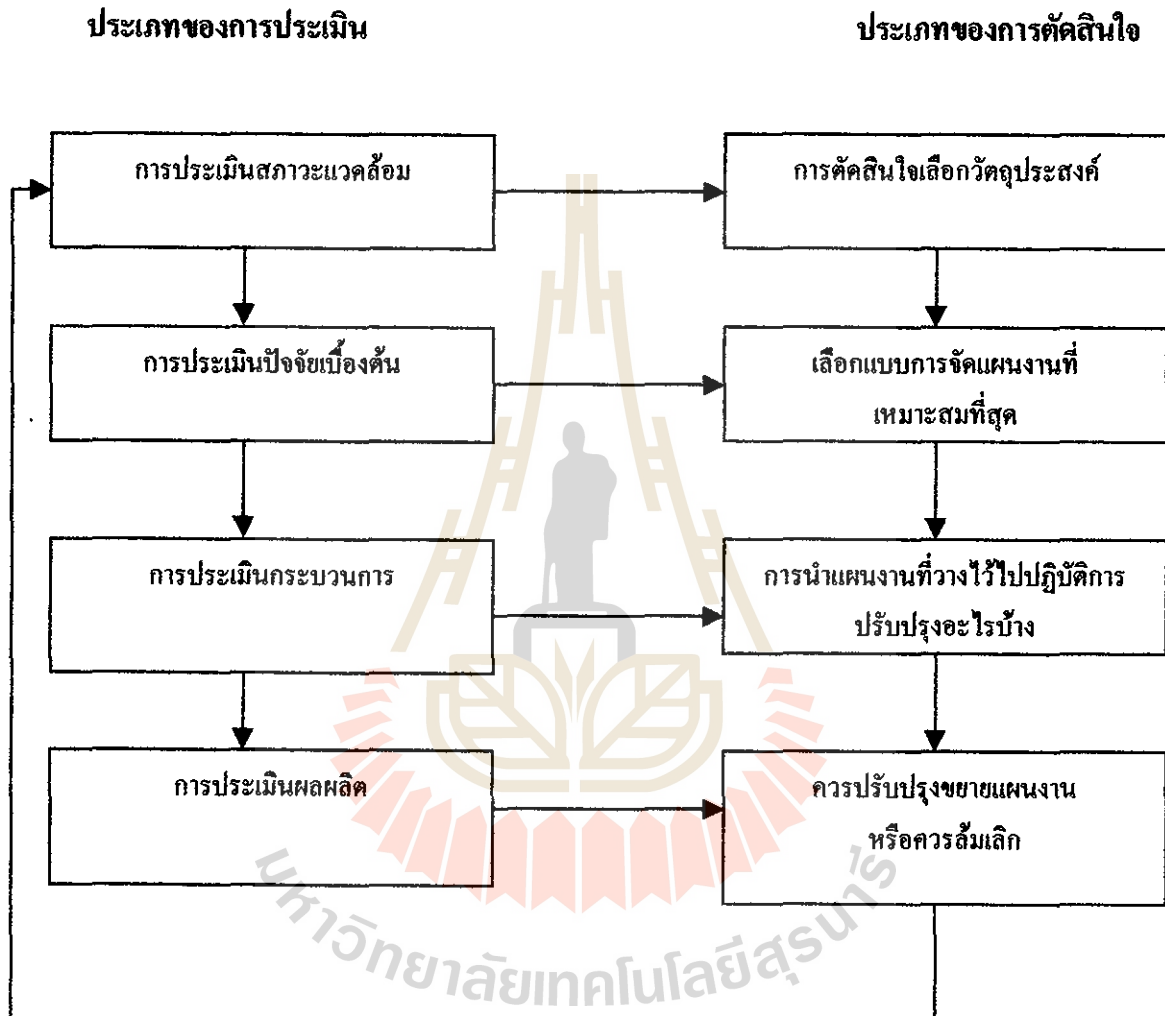 ประเภทของการประเมิน
ประเภทของการตัดสินใจ
การประเมินสภาวะแวดล้อม
การตัดสินใจเลือกวัตถุประสงค์
การประเมินปัจจัยเบื้องต้น
เลือกแบบการจัดแผนงานที่
เหมาะสมที่สุด
การประเมินกระบวนการ
การนำแผนงานที่วางไว้ไปปฏิบัติการ
ปรับปรุงอะไรบ้าง
การประเมินผลผลิต
ควรปรับปรุงขยายแผนงาน
หรือควรล้มเลิก
มหาวิทยาลัยเทคโนโลยีสุรนารี